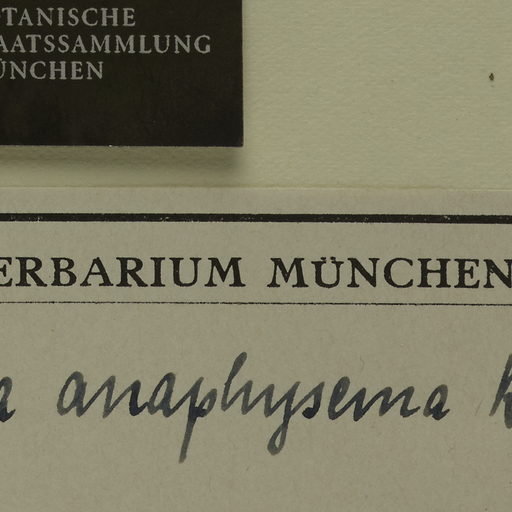 TANISCHE
AATSSAMMLUNG
ÜNCHEN
ERBARIUM MÜNCHEN
a anaphysema